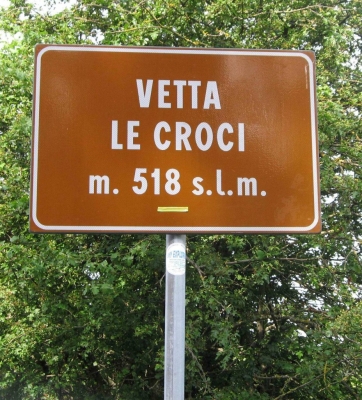 VETTA
LE CROCI
m. 518 s.l.m.